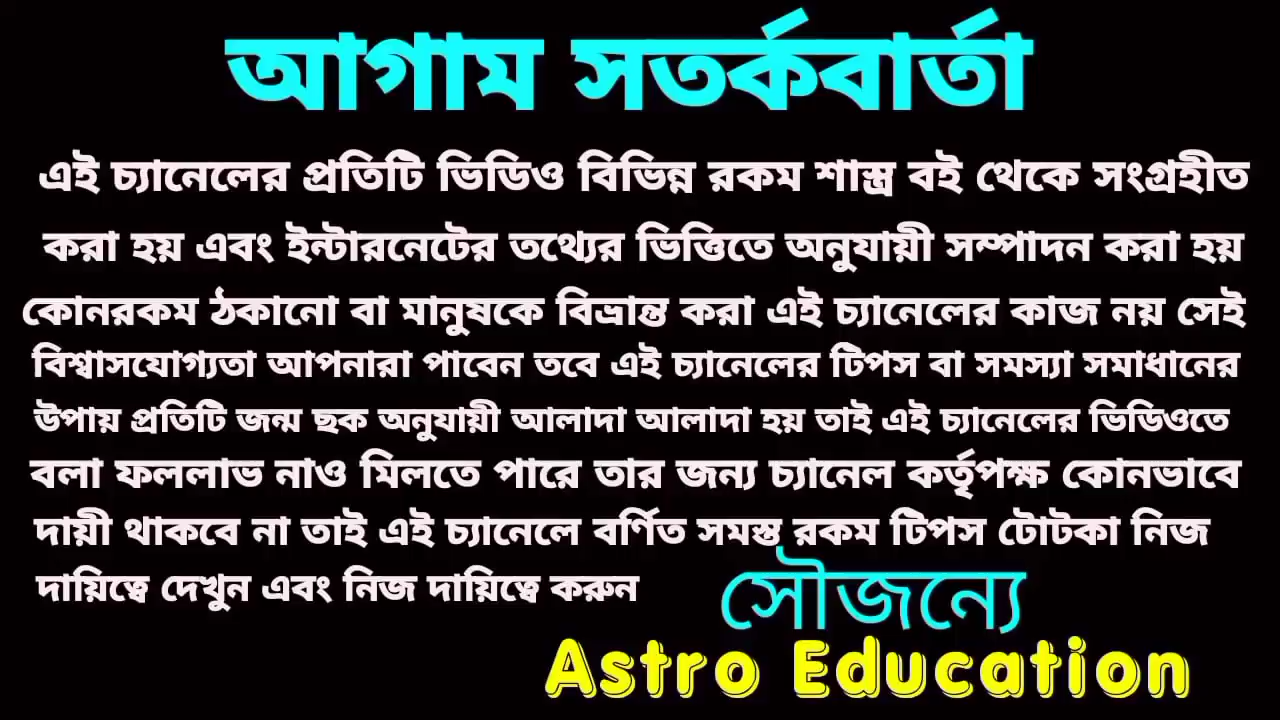 আগাম সতর্কবার্তা
এই চ্যানেলের প্রতিটি ভিডিও বিভিন্ন রকম শাস্ত্র বই থেকে সংগ্রহীত
করা হয় এবং ইন্টারনেটের তথ্যের ভিত্তিতে অনুযায়ী সম্পাদন করা হয়
কোনরকম ঠকানো বা মানুষকে বিভ্রান্ত করা এই চ্যানেলের কাজ নয় সেই
বিশ্বাসযোগ্যতা আপনারা পাবেন তবে এই চ্যানেলের টিপস বা সমস্যা সমাধানের
উপায় প্রতিটি জন্ম ছক অনুযায়ী আলাদা আলাদা হয় তাই এই চ্যানেলের ভিডিওতে
বলা ফললাভ নাও মিলতে পারে তার জন্য চ্যানেল কর্তৃপক্ষ কোনভাবে
দায়ী থাকবে না তাই এই চ্যানেলে বর্ণিত সমস্ত রকম টিপস টোটকা নিজ
দায়িত্বে দেখুন এবং নিজ দায়িত্বে করুন
সৌজন্যে
Astro Education